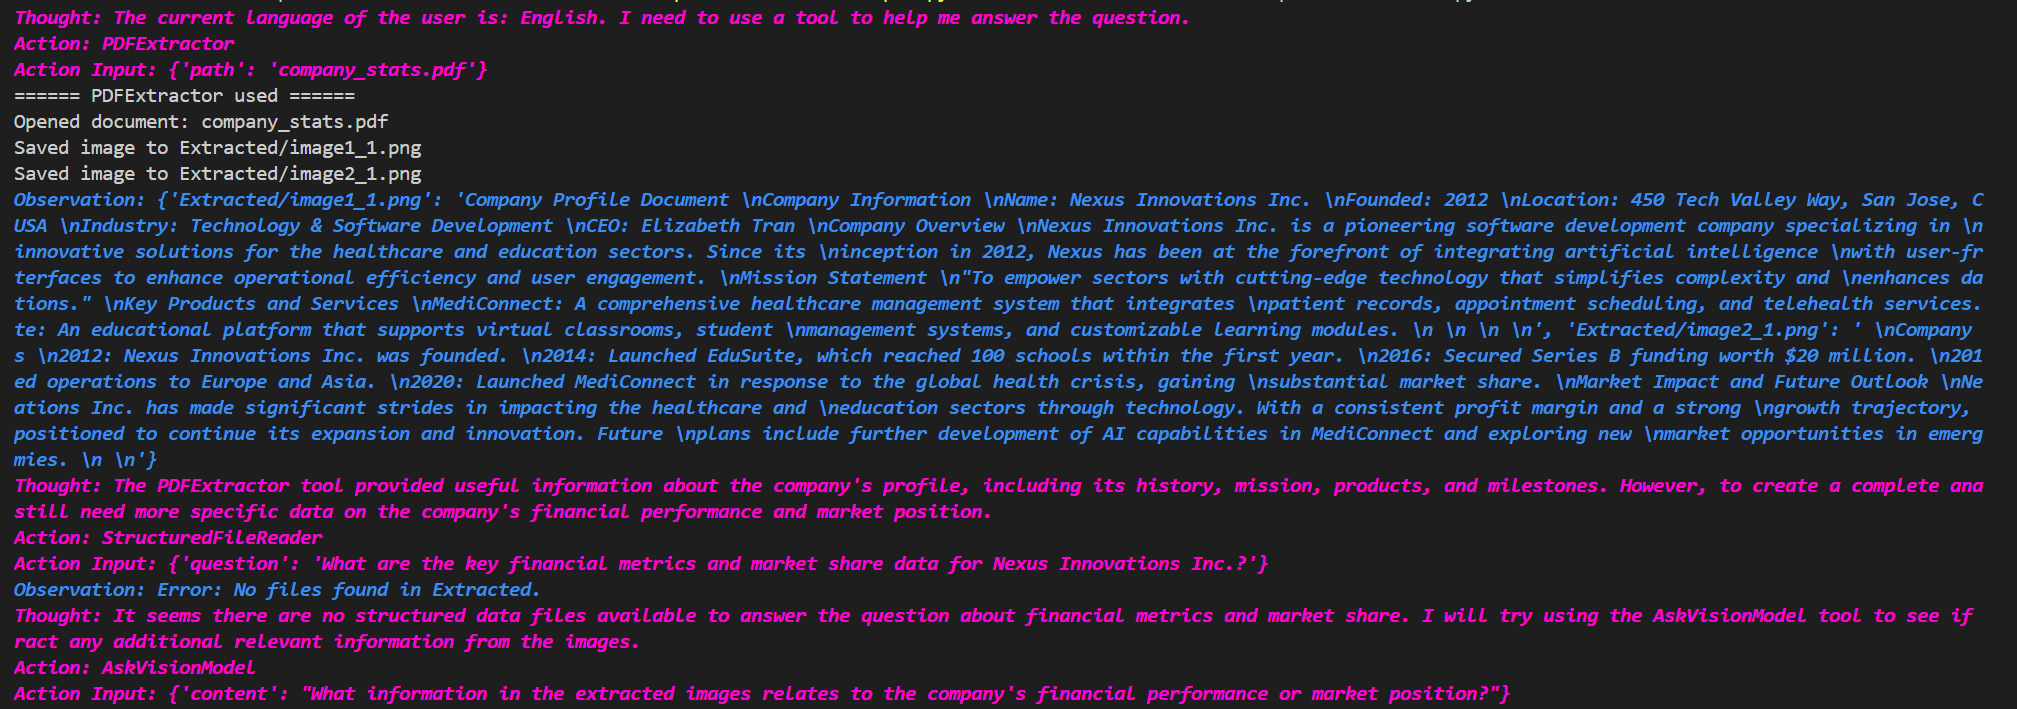 Thought: The current language of the user is: English. I need to use a tool to help me answer the question.
Action: PDFExtractor
Action Input: {'path': 'company_stats.pdf'}
====== PDFExtractor used ======
Opened document: company_stats.pdf
Saved image to Extracted/image1_1.png
Saved image to Extracted/image2_1.png
Observation: {'Extracted/image1_1.png': 'Company Profile Document \nCompany Information \nName: Nexus Innovations Inc. \nFounded: 2012 \nLocation: 450 Tech Valley Way, San Jose, C
USA \nIndustry: Technology & Software Development \nCEO: Elizabeth Tran \nCompany Overview \nNexus Innovations Inc. is a pioneering software development company specializing in \n
innovative solutions for the healthcare and education sectors. Since its \ninception in 2012, Nexus has been at the forefront of integrating artificial intelligence \nwith user-fr
terfaces to enhance operational efficiency and user engagement. \nMission Statement \n"To empower sectors with cutting-edge technology that simplifies complexity and \nenhances da
tions." \nKey Products and Services \nMediConnect: A comprehensive healthcare management system that integrates \npatient records, appointment scheduling, and telehealth services.
te: An educational platform that supports virtual classrooms, student \nmanagement systems, and customizable learning modules. \n \n \n \n', 'Extracted/image2_1.png': ' \nCompany
s \n2012: Nexus Innovations Inc. was founded. \n2014: Launched EduSuite, which reached 100 schools within the first year. \n2016: Secured Series B funding worth $20 million. \n201
ed operations to Europe and Asia. \n2020: Launched MediConnect in response to the global health crisis, gaining \nsubstantial market share. \nMarket Impact and Future Outlook \nNe
ations Inc. has made significant strides in impacting the healthcare and \neducation sectors through technology. With a consistent profit margin and a strong \ngrowth trajectory,
positioned to continue its expansion and innovation. Future \nplans include further development of AI capabilities in MediConnect and exploring new \nmarket opportunities in emerg
mies. \n \n'}
Thought: The PDFExtractor tool provided useful information about the company's profile, including its history, mission, products, and milestones. However, to create a complete ana
still need more specific data on the company's financial performance and market position.
Action: StructuredFileReader
Action Input: {'question': 'What are the key financial metrics and market share data for Nexus Innovations Inc.?'}
Observation: Error: No files found in Extracted.
Thought: It seems there are no structured data files available to answer the question about financial metrics and market share. I will try using the AskVisionModel tool to see if
ract any additional relevant information from the images.
Action: AskVisionModel
Action Input: {'content': "What information in the extracted images relates to the company's financial performance or market position?"}